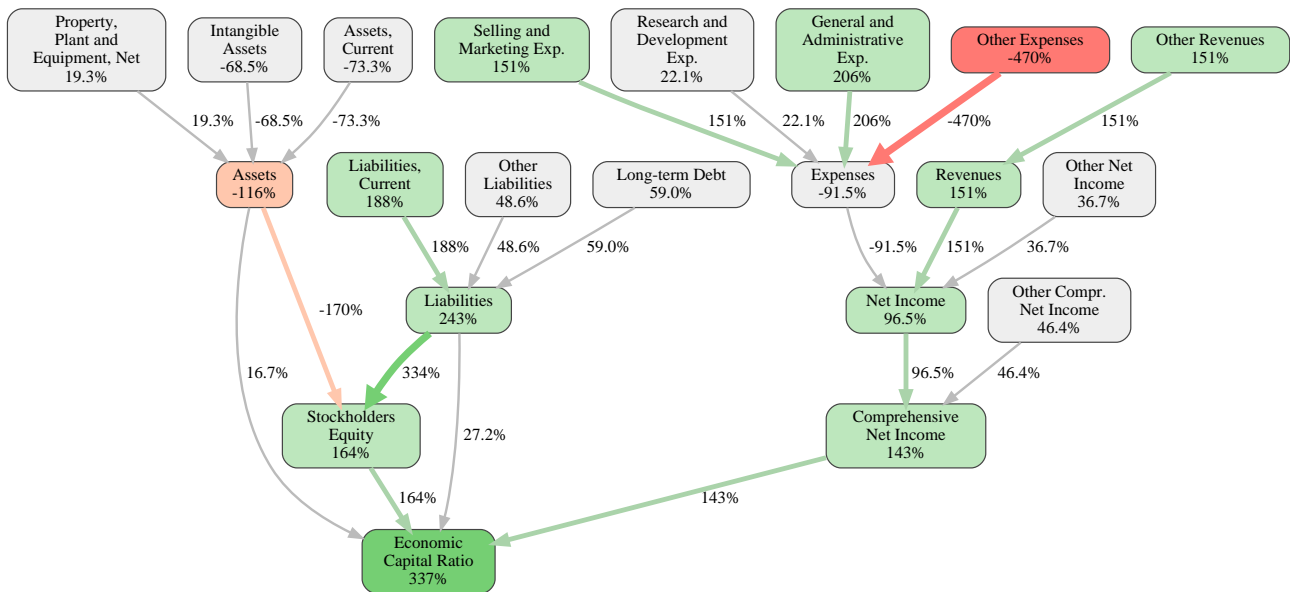 Property,
Plant and
Equipment, Net
19.3%
Intangible
Assets
-68.5%
Assets,
Current
-73.3%
Selling and
Marketing Exp.
151%
Research and
Development
Exp.
22.1%
General and
Administrative
Exp.
206%
Other Expenses
-470%
Other Revenues
151%
19.3%
-68.5%
-73.3%
151%
22.1%
206%
-470%
151%
Assets
-116%
Liabilities,
Current
188%
Other
Liabilities
48.6%
Long-term Debt
59.0%
Expenses
-91.5%
Revenues
151%
Other Net
Income
36.7%
188%
48.6%
59.0%
-91.5%
151%
36.7%
-170%
Liabilities
243%
Net Income
96.5%
Other Compr.
Net Income
46.4%
16.7%
334%
96.5%
46.4%
Stockholders
Equity
164%
27.2%
Comprehensive
Net Income
143%
164%
143%
Economic
Capital Ratio
337%